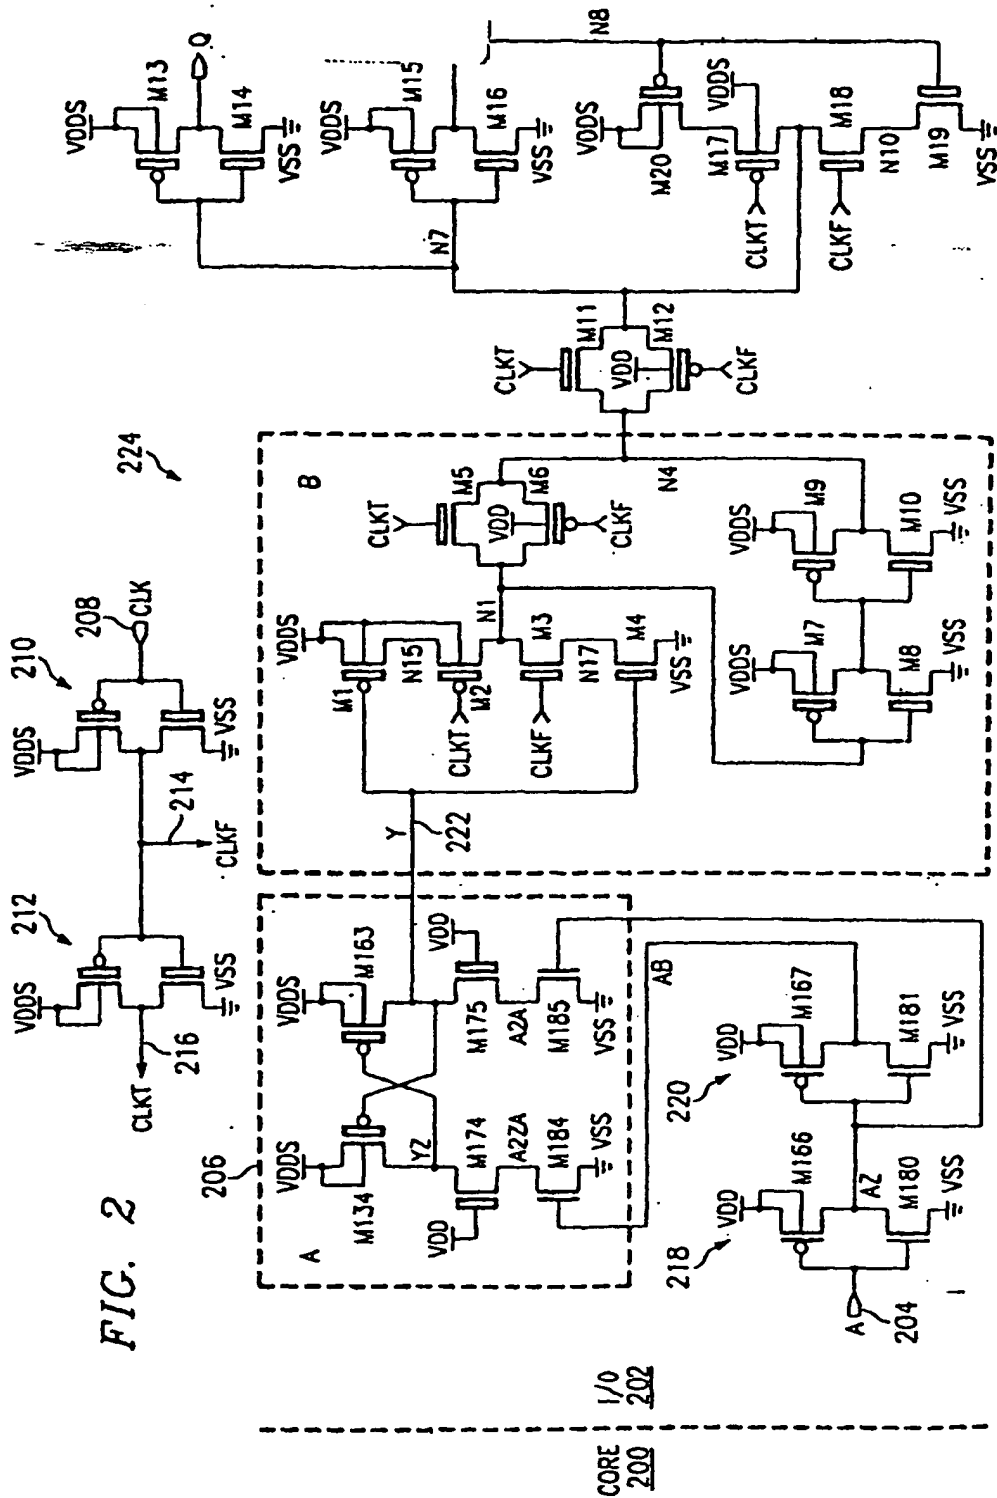 FIG. 2
CORE
200
I/O
202
VDDS
212
VSS
CLKT
216
CLKF
214
VDDS
210
VSS
208
CLK
224
206
A
VDDS
M134
VDDS
M163
YZ
VDD
M174
VDD
M175
A2ZA
A2A
M184
M185
VSS
VSS
Y
222
A
204
218
VDD
M166
AZ
M180
VSS
220
VDD
M167
M181
VSS
AB
B
VDDS
M1
N15
CLKT
M2
N1
CLKF
M3
N17
M4
VSS
CLKT
M5
VDD
M6
CLKF
N4
VDDS
M7
M8
VSS
VDDS
M9
M10
VSS
CLKT
M11
VDD
M12
CLKF
N7
VDDS
M13
Q
M14
VSS
VDDS
M15
M16
VSS
N8
VDDS
M20
VDDS
M17
CLKT
CLKF
M18
N10
M19
VSS